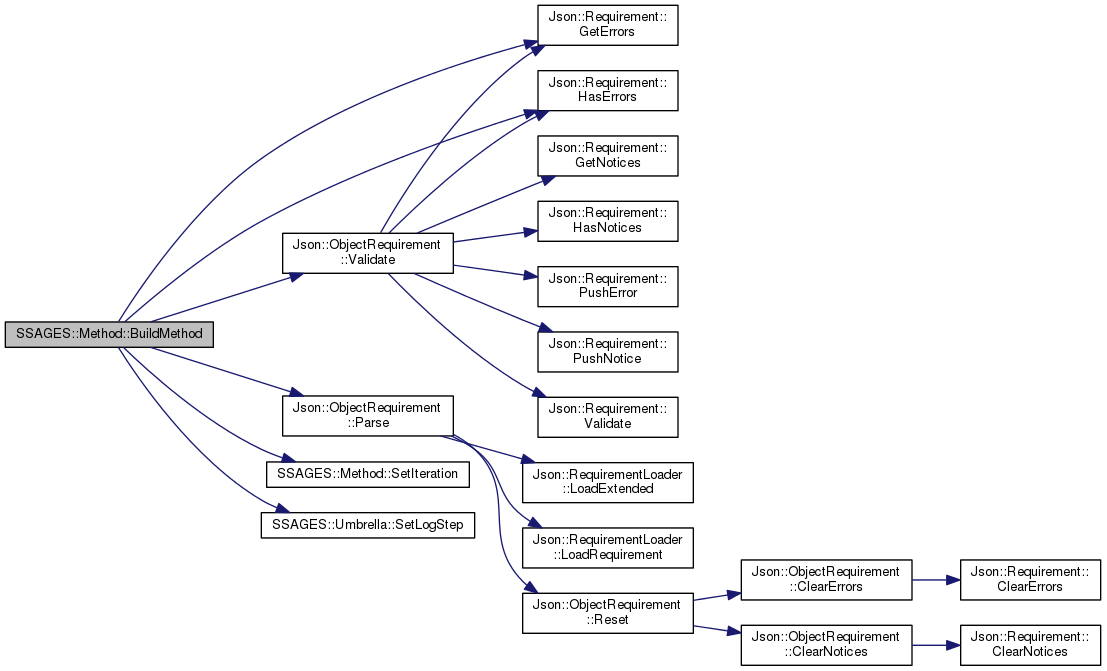 Json::Requirement::
GetErrors
Json::Requirement::
HasErrors
Json::Requirement::
GetNotices
Json::Requirement::
HasNotices
Json::ObjectRequirement
::Validate
Json::Requirement::
PushError
SSAGES::Method::BuildMethod
Json::Requirement::
PushNotice
Json::ObjectRequirement
::Parse
Json::Requirement::
Validate
SSAGES::Method::SetIteration
Json::RequirementLoader
::LoadExtended
SSAGES::Umbrella::SetLogStep
Json::RequirementLoader
::LoadRequirement
Json::ObjectRequirement
::Reset
Json::ObjectRequirement
::ClearErrors
Json::Requirement::
ClearErrors
Json::ObjectRequirement
::ClearNotices
Json::Requirement::
ClearNotices